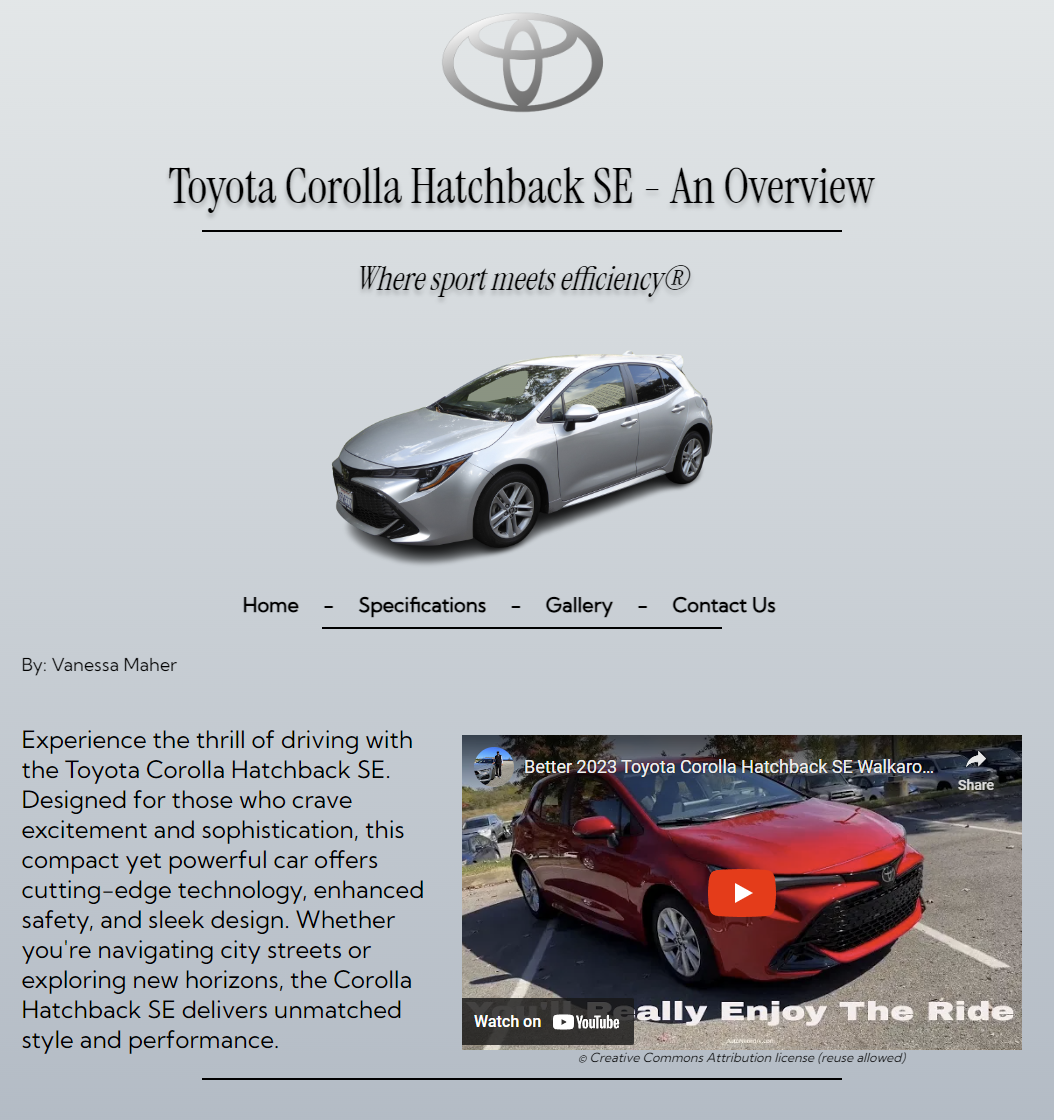 Toyota Corolla Hatchback SE - An Overview
Where sport meets efficiency®
Home - Specifications - Gallery - Contact Us
By: Vanessa Maher
Experience the thrill of driving with
the Toyota Corolla Hatchback SE.
Designed for those who crave
excitement and sophistication, this
compact yet powerful car offers
cutting-edge technology, enhanced
safety, and sleek design. Whether
you're navigating city streets or
exploring new horizons, the Corolla
Hatchback SE delivers unmatched
style and performance.
Better 2023 Toyota Corolla Hatchback SE Walkaro...
Share
You'll Really Enjoy The Ride
Watch on YouTube
© Creative Commons Attribution license (reuse allowed)